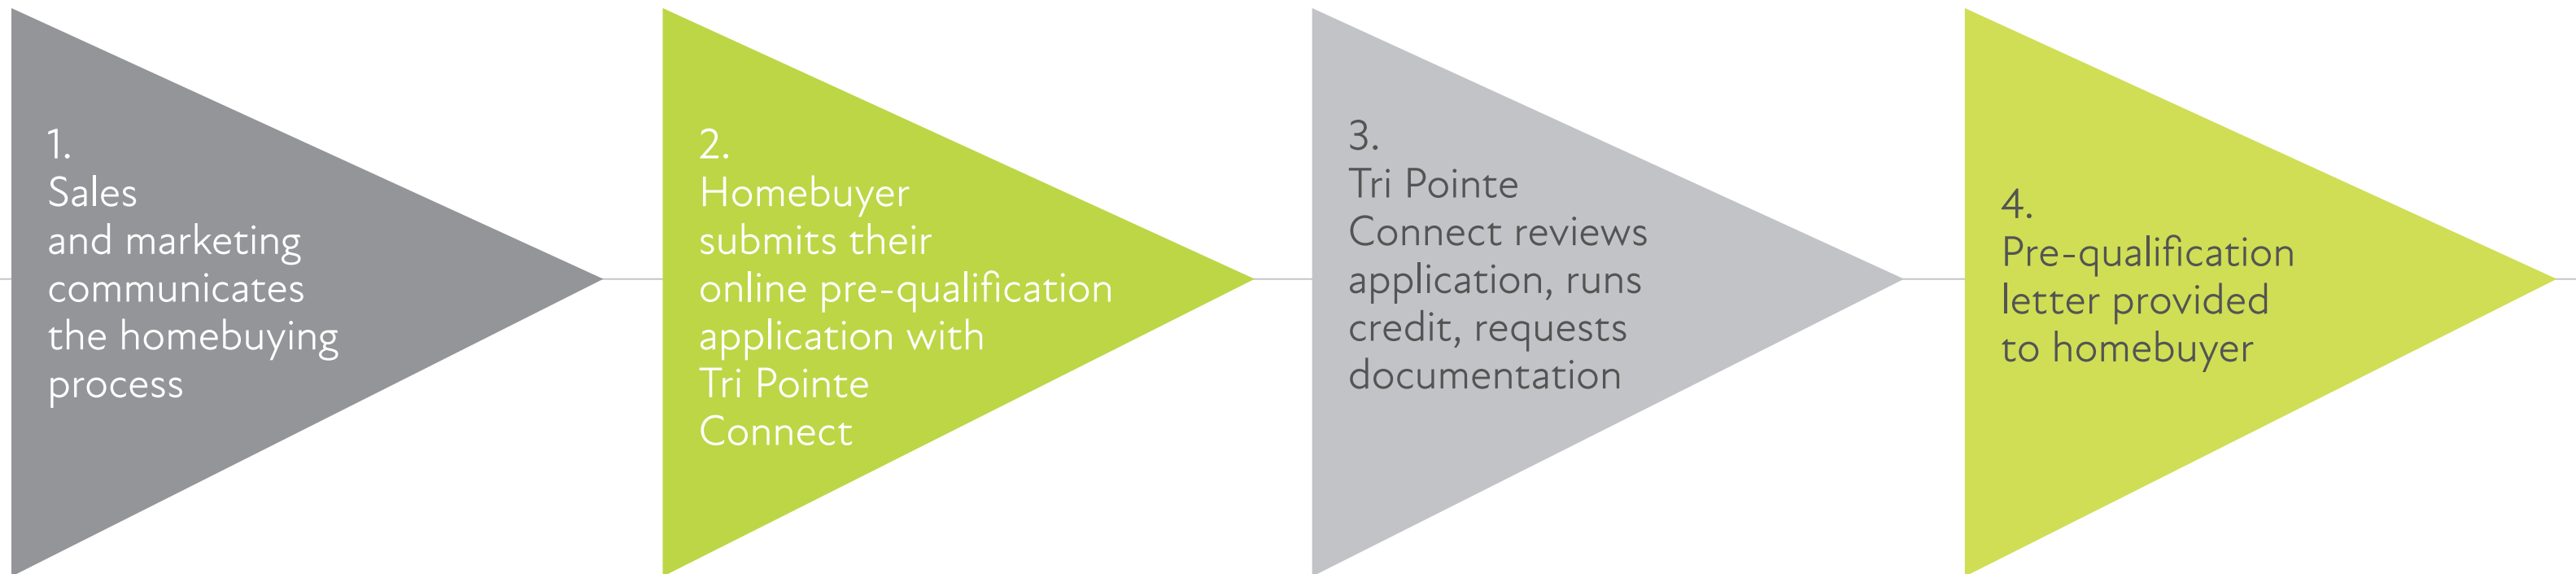 1.
Sales
and marketing
communicates
the homebuying
process
2.
Homebuyer
submits their
online pre-qualification
application with
Tri Pointe
Connect
3.
Tri Pointe
Connect reviews
application, runs
credit, requests
documentation
4.
Pre-qualification
letter provided
to homebuyer